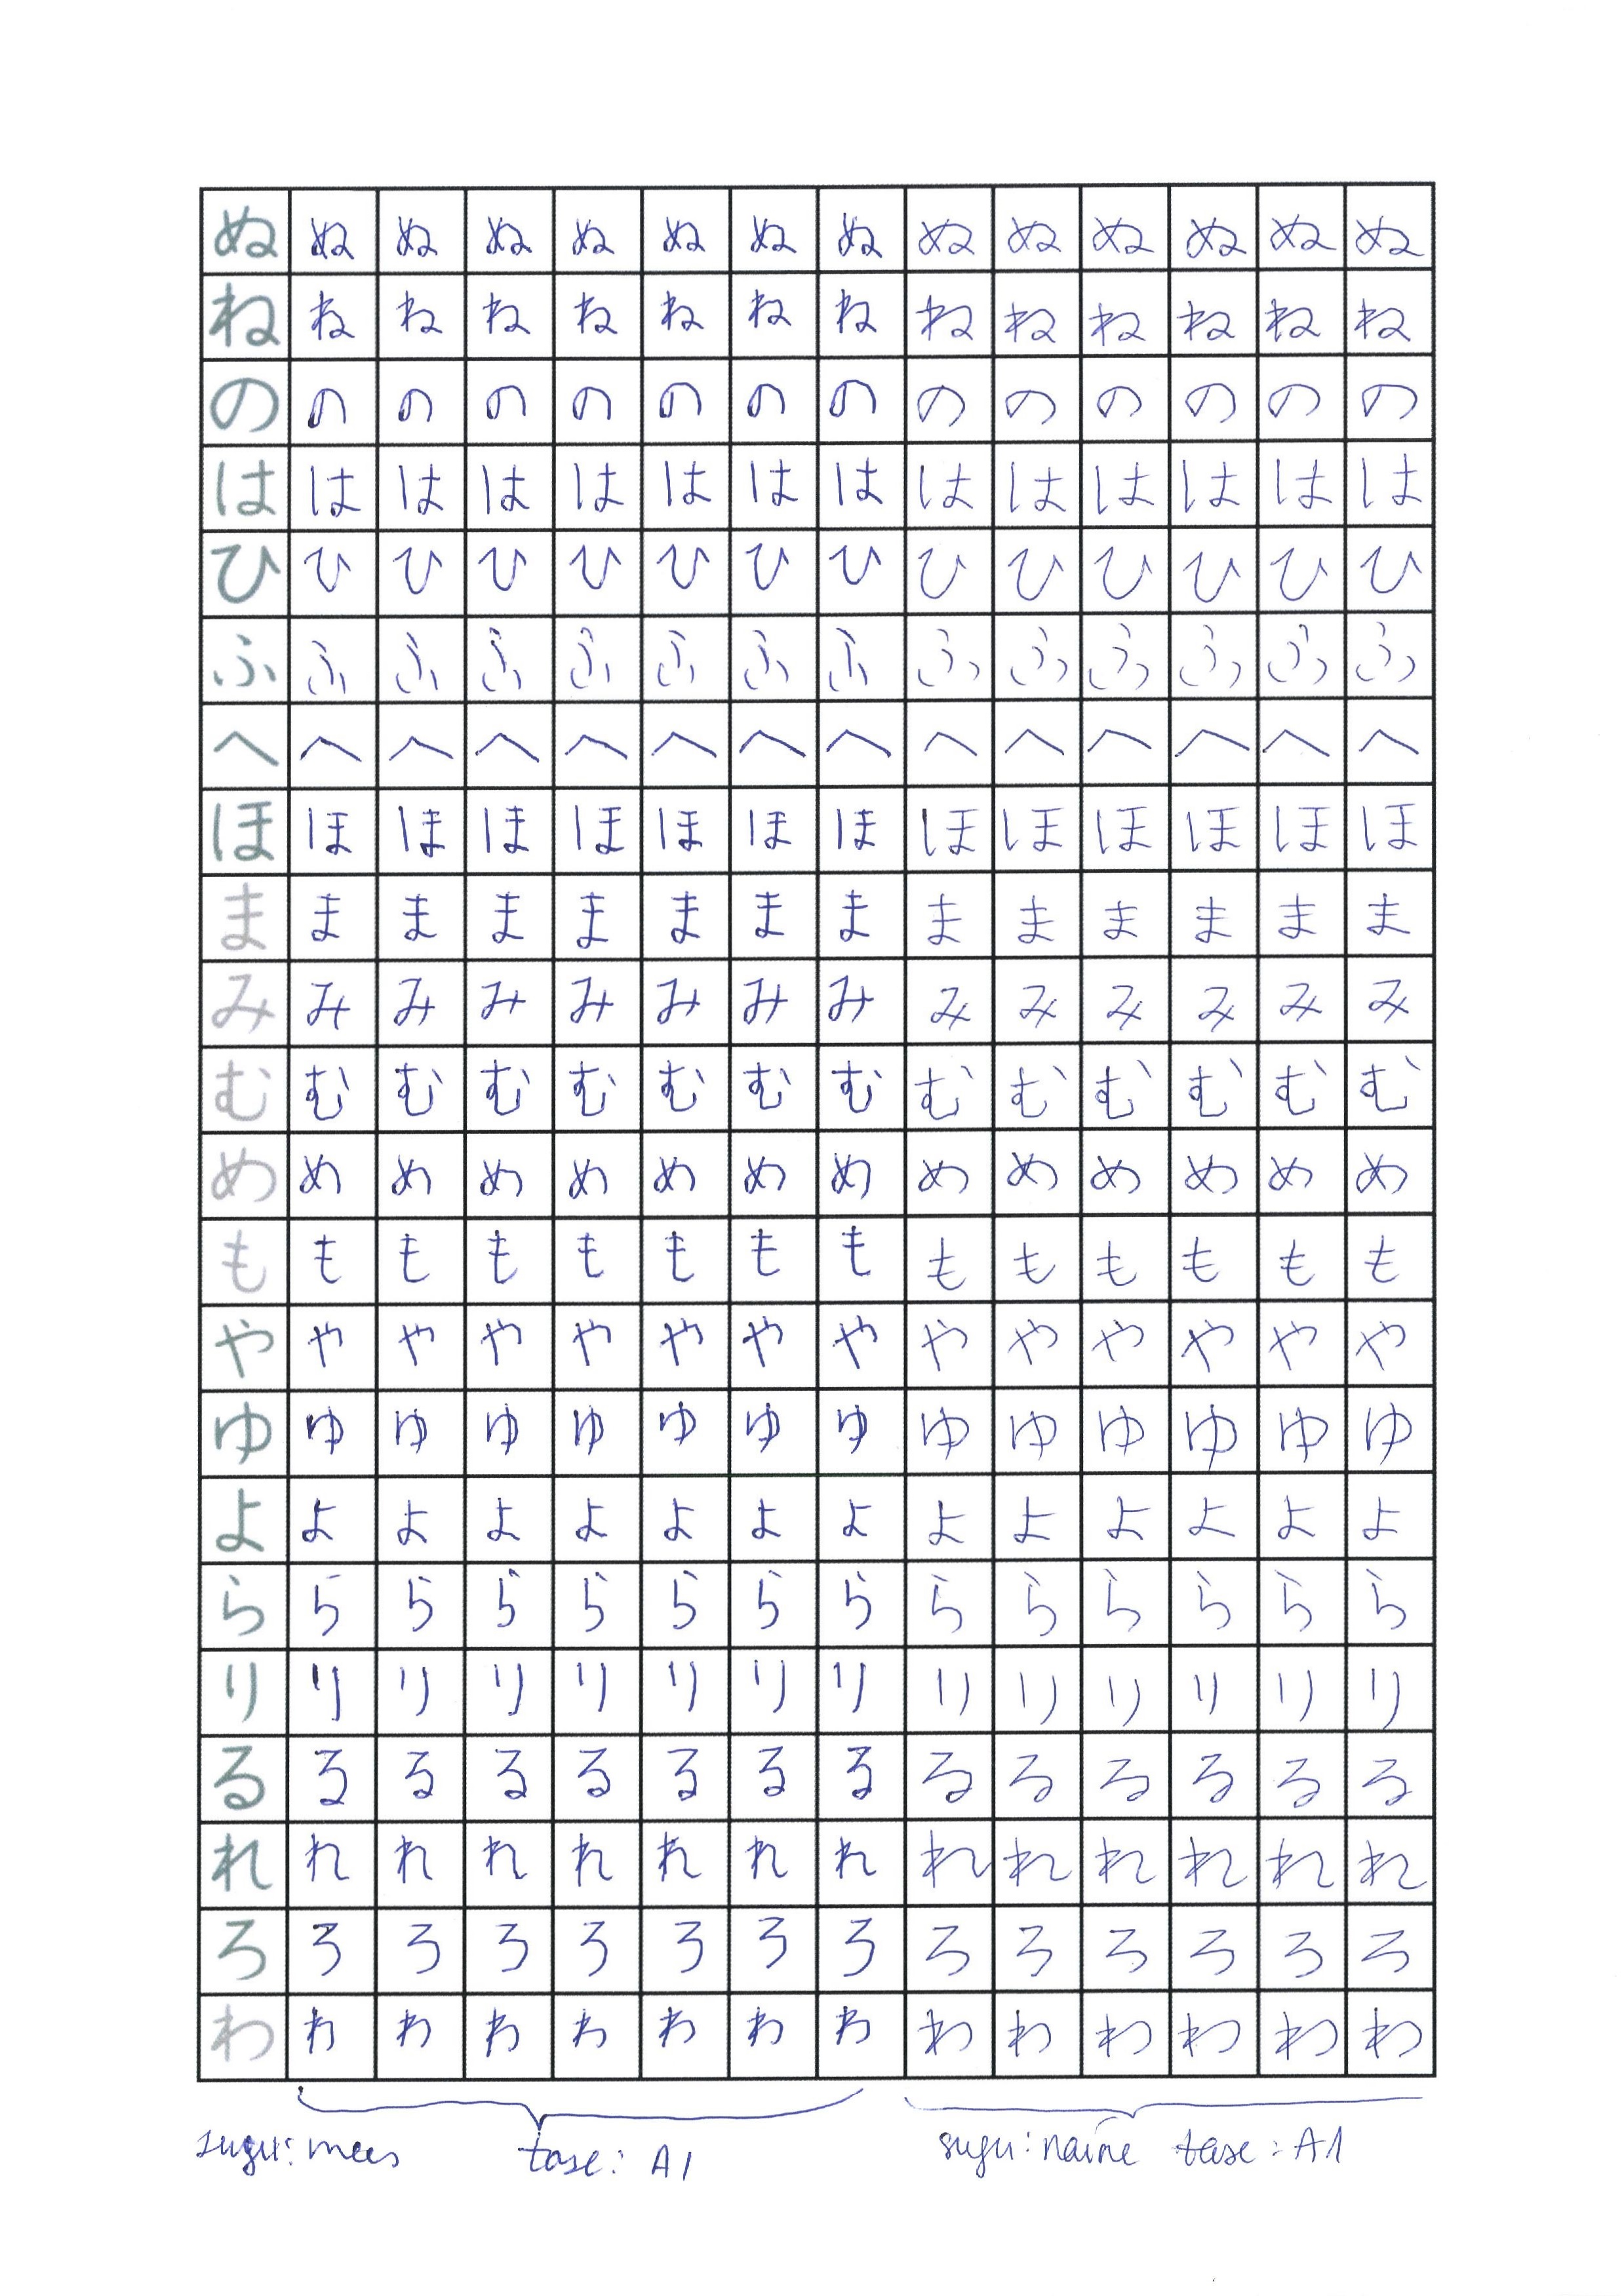 ぬ ぬ ぬ ぬ ぬ ぬ ぬ ぬ ぬ ぬ ぬ ぬ ぬ ぬ
ね ね ね ね ね ね ね ね ね ね ね ね ね ね
の の の の の の の の の の の の の の
は は は は は は は は は は は は は は
ひ ひ ひ ひ ひ ひ ひ ひ ひ ひ ひ ひ ひ ひ
ふ ふ ふ ふ ふ ふ ふ ふ ふ ふ ふ ふ ふ ふ
へ へ へ へ へ へ へ へ へ へ へ へ へ へ
ほ ほ ほ ほ ほ ほ ほ ほ ほ ほ ほ ほ ほ ほ
ま ま ま ま ま ま ま ま ま ま ま ま ま ま
み み み み み み み み み み み み み み
む む む む む む む む む む む む む む
め め め め め め め め め め め め め め
も も も も も も も も も も も も も も
や や や や や や や や や や や や や や
ゆ ゆ ゆ ゆ ゆ ゆ ゆ ゆ ゆ ゆ ゆ ゆ ゆ ゆ
よ よ よ よ よ よ よ よ よ よ よ よ よ よ
ら ら ら ら ら ら ら ら ら ら ら ら ら ら
り り り り り り り り り り り り り り
る る る る る る る る る る る る る る
れ れ れ れ れ れ れ れ れ れ れ れ れ れ
ろ ろ ろ ろ ろ ろ ろ ろ ろ ろ ろ ろ ろ ろ
わ わ わ わ わ わ わ わ わ わ わ わ わ わ
sugu: mees tase: A1 sugu: naine tase: A1